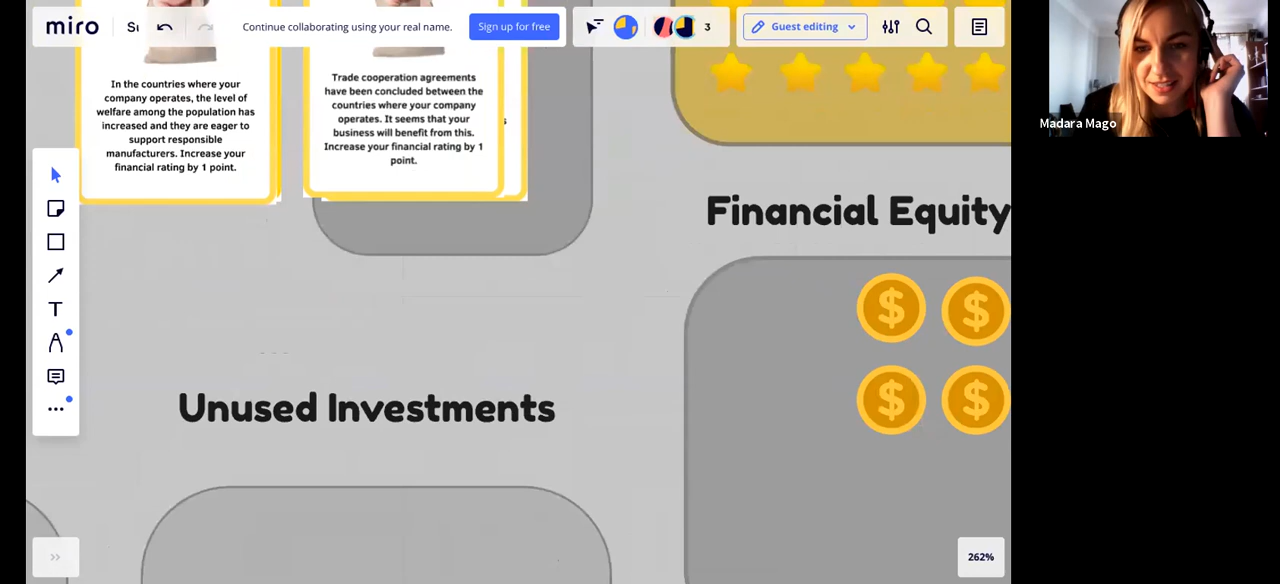 miro
Continue collaborating using your real name.
Sign up for free
3
Guest editing
Madara Mago
In the countries where your
company operates, the level of
welfare among the population has
increased and they are eager to
support responsible
manufacturers. Increase your
financial rating by 1 point.
Trade cooperation agreements
have been concluded between the
countries where your company
operates. It seems that your
business will benefit from this.
Increase your financial rating by 1
point.
Financial Equity
$ $
$ $
Unused Investments
T
262%